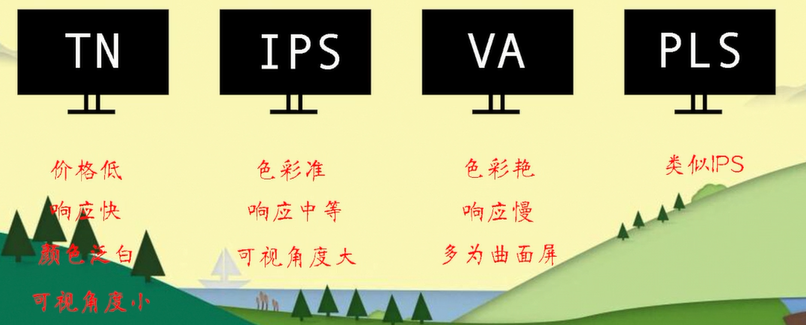 TN IPS VA PLS
价格低 色彩准 色彩艳 类似IPS
响应快 响应中等 响应慢
颜色泛白 可视角度大 多为曲面屏
可视角度小